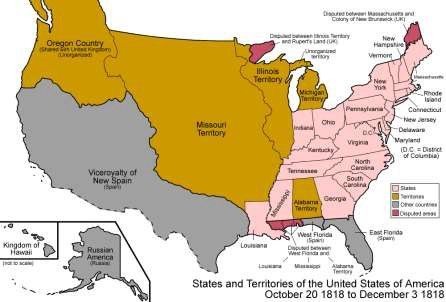 Disputed between Massachusetts and
Colony of New Brunswick (UK)
Disputed between Illinois Territory
and Rupert's Land (UK)
Unorganized
territory
New
Hampshire
Vermont
Massachusetts
Oregon Country
(Shared with United Kingdom)
(Unorganized)
Illinois
Territory
Michigan
Territory
New
York
Rhode
Island
Connecticut
New Jersey
Pennsylvania
Delaware
Maryland
D.C.
(D.C. = District
of Columbia)
Missouri
Territory
Indiana
Ohio
Virginia
Kentucky
North
Carolina
Tennessee
South
Carolina
Viceroyalty of
New Spain
(Spain)
Mississippi
Alabama
Territory
Georgia
States
Territories
Other countries
Disputed areas
Louisiana
West Florida
(Spain)
East Florida
(Spain)
Disputed between
West Florida and
Louisiana
Mississippi
Alabama
Territory
Kingdom of
Hawaii
(not to scale)
Russian
America
(Russia)
States and Territories of the United States of America
October 20 1818 to December 3 1818